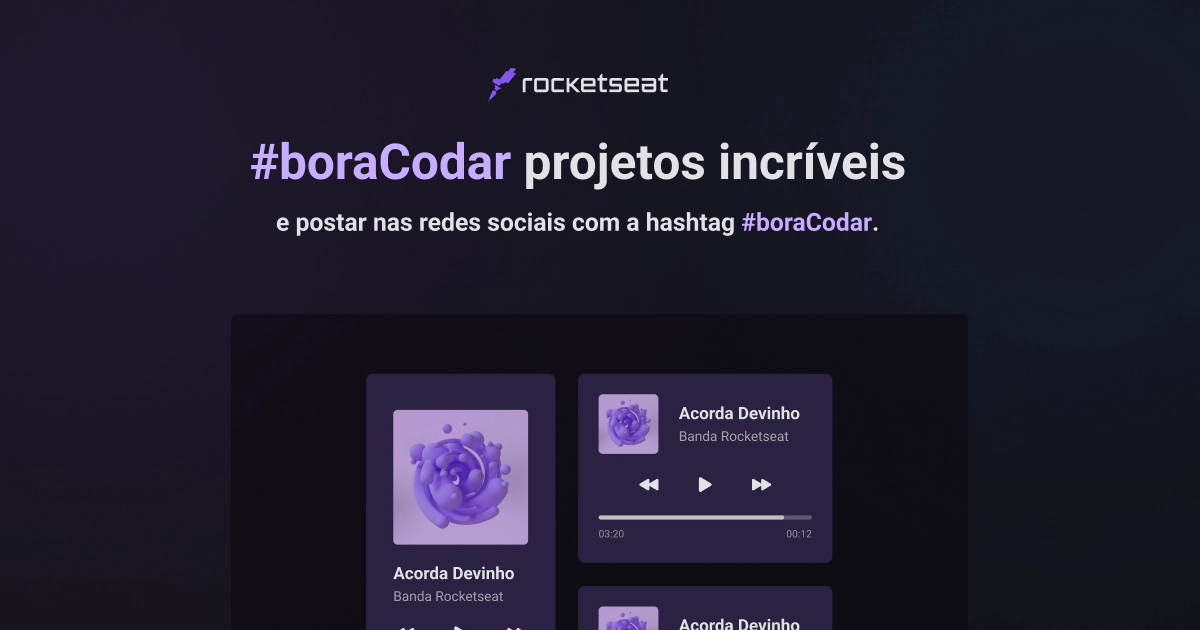 rocketseat
#boraCodar projetos incríveis
e postar nas redes sociais com a hashtag #boraCodar.
Acorda Devinho
Banda Rocketseat
Acorda Devinho
Banda Rocketseat
03:20 00:12
Acorda Devinho